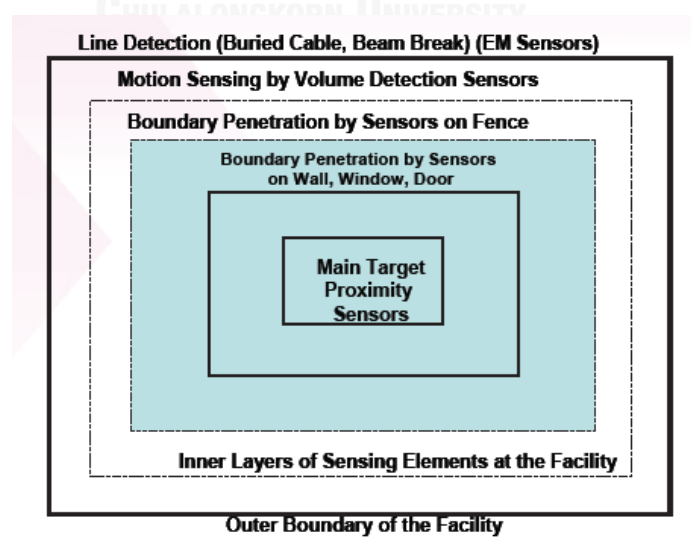 CHULALONGKORN UNIVERSITY
Line Detection (Buried Cable, Beam Break) (EM Sensors)
Motion Sensing by Volume Detection Sensors
Boundary Penetration by Sensors on Fence
Boundary Penetration by Sensors
on Wall, Window, Door
Main Target
Proximity
Sensors
Inner Layers of Sensing Elements at the Facility
Outer Boundary of the Facility